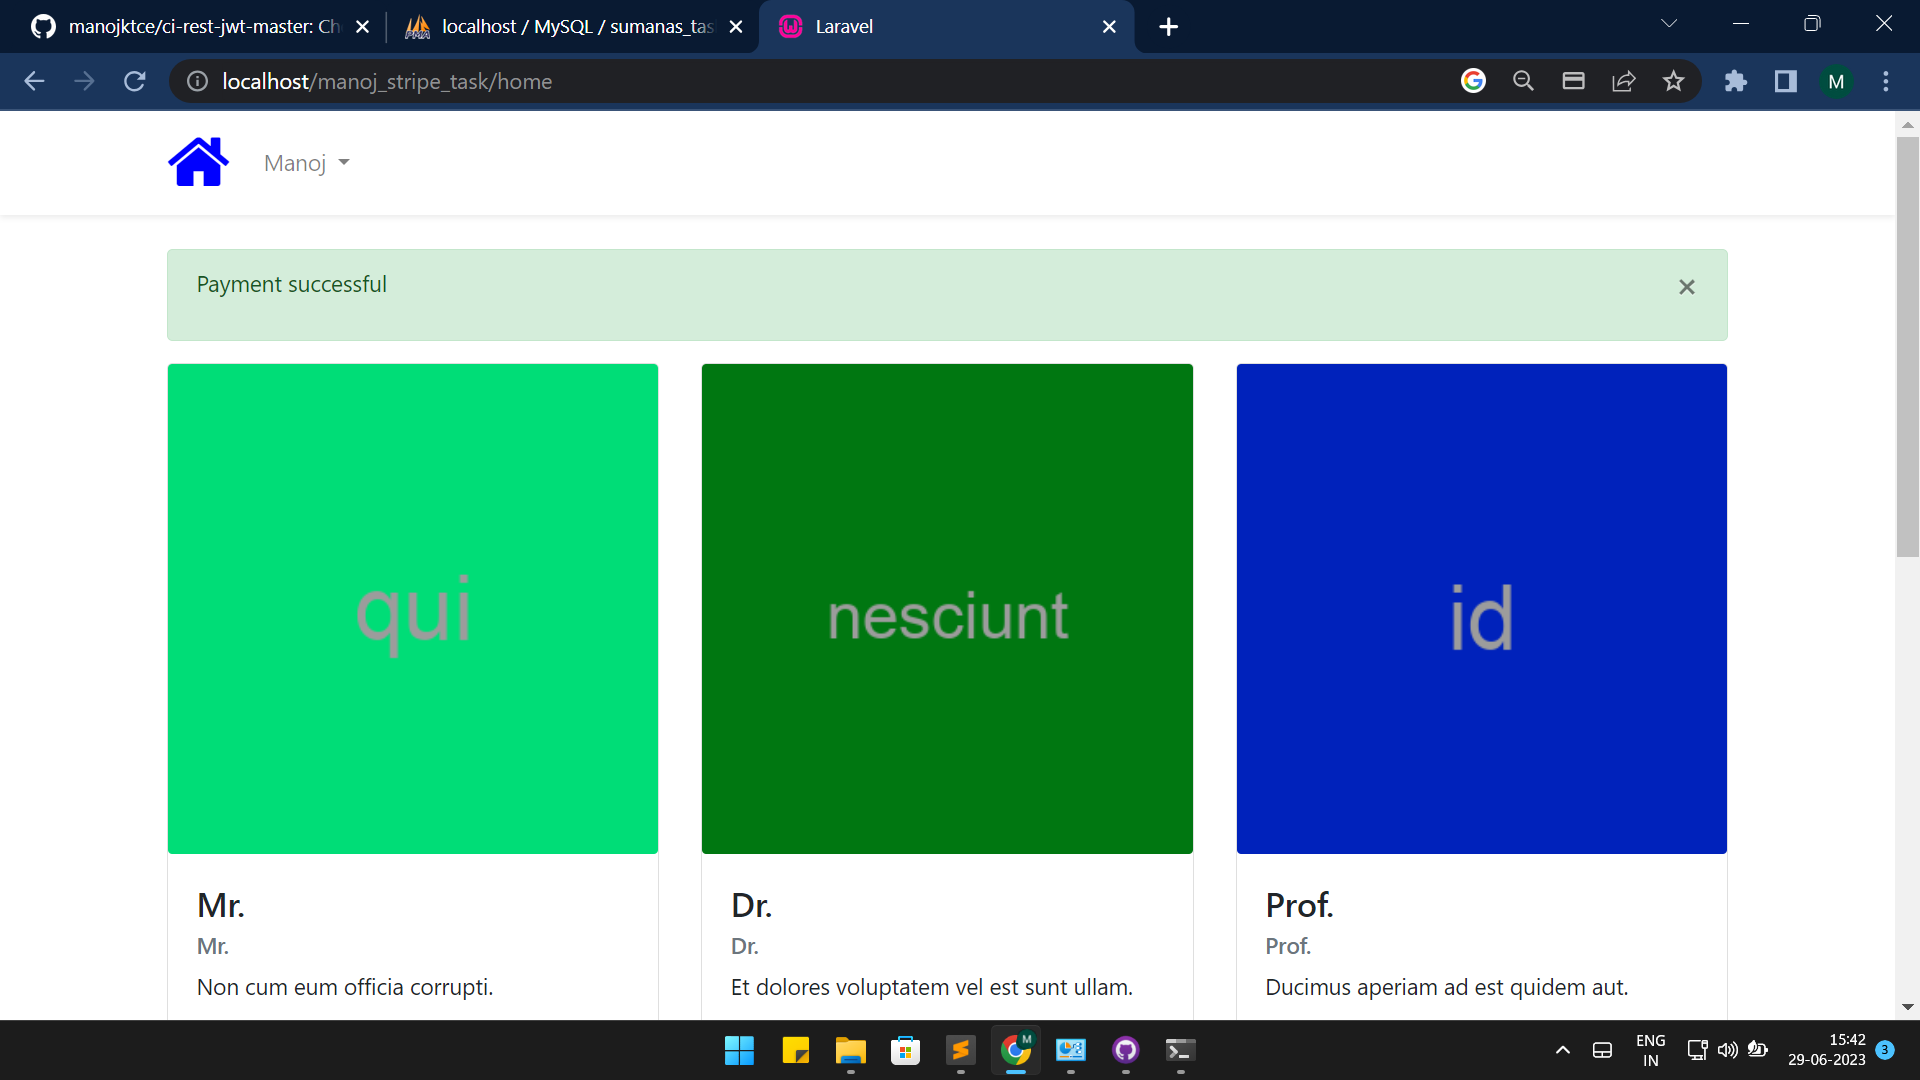 manojktce/ci-rest-jwt-master: Ch
localhost / MySQL / sumanas_tas
Laravel
localhost/manoj_stripe_task/home
M
Manoj
Payment successful
qui
nesciunt
id
Mr.
Dr.
Prof.
Mr.
Dr.
Prof.
Non cum eum officia corrupti.
Et dolores voluptatem vel est sunt ullam.
Ducimus aperiam ad est quidem aut.
M
ENG
IN
15:42
29-06-2023
3